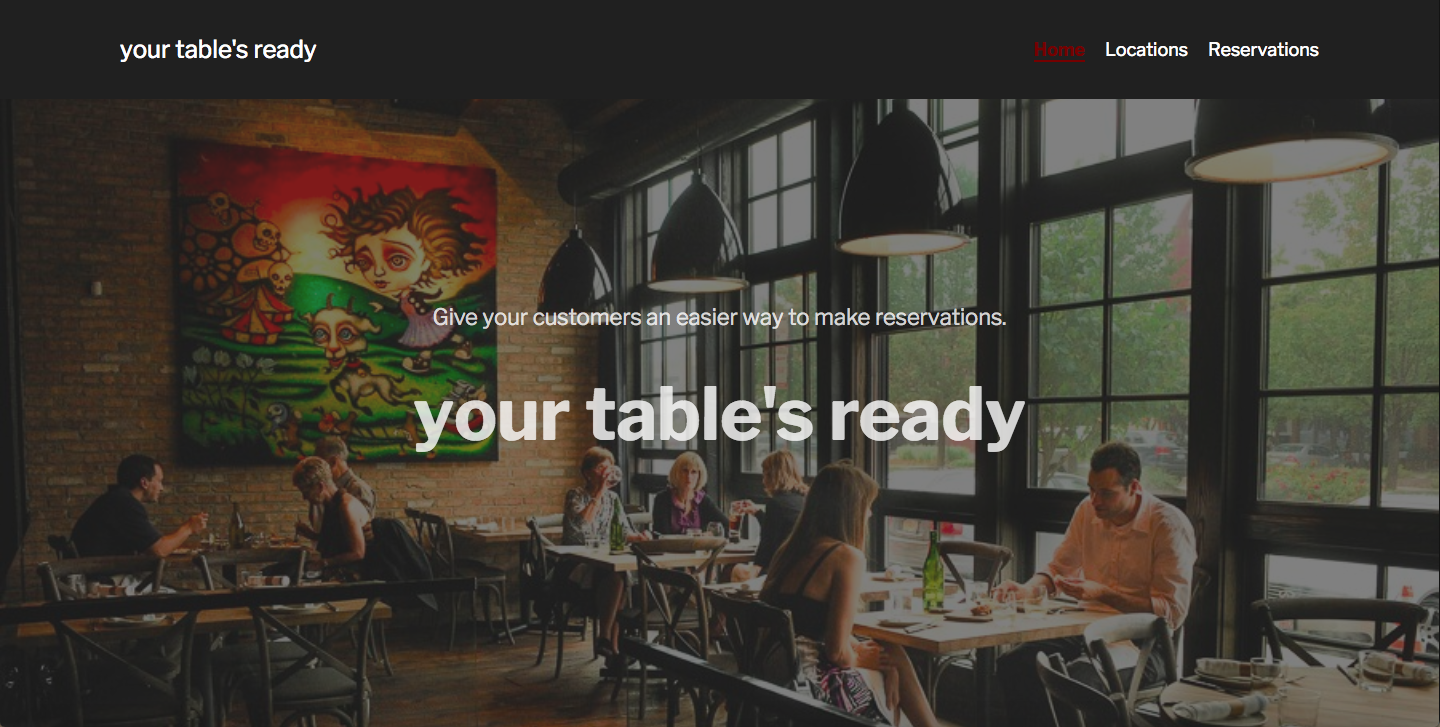 your table's ready
Home Locations Reservations
Give your customers an easier way to make reservations.
your table's ready